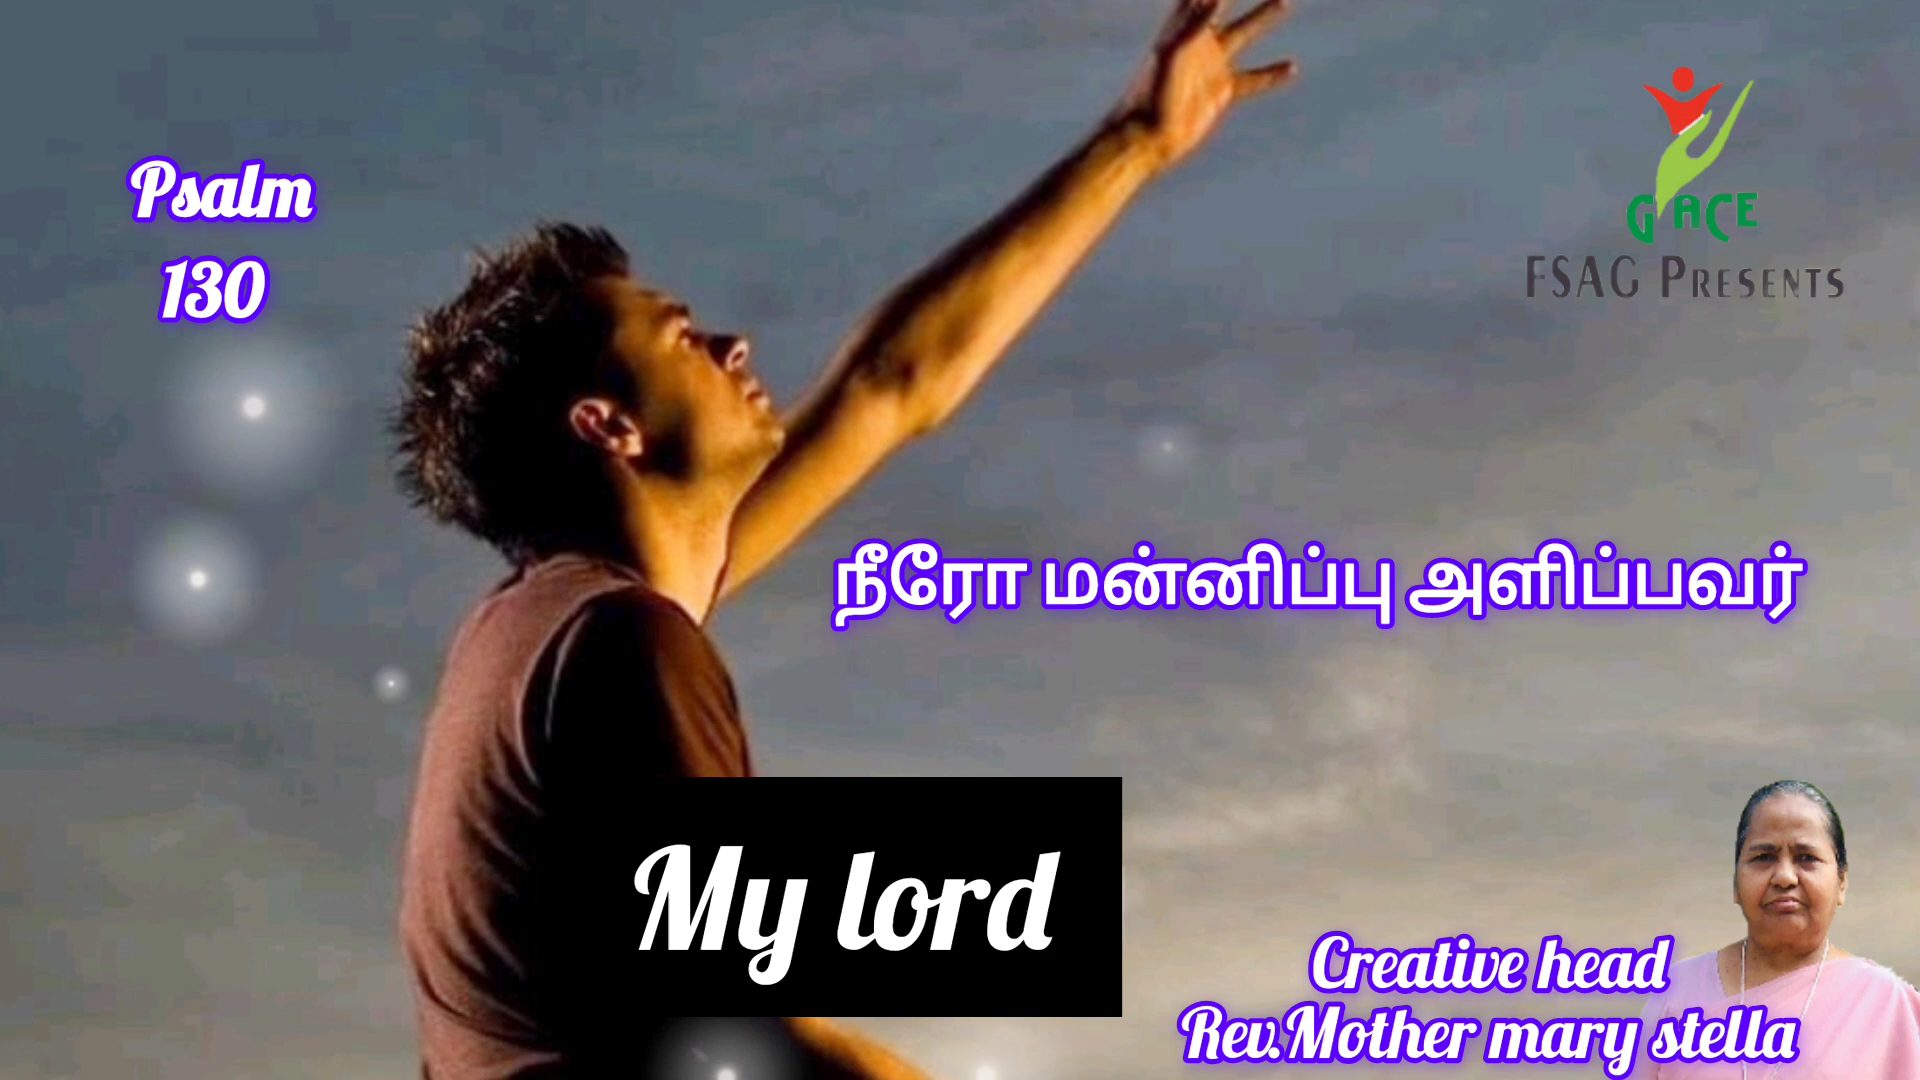 Psalm
130
GRACE
FSAG Presents
நீரோ மன்னிப்பு அளிப்பவர்
My lord
Creative head
Rev.Mother mary stella